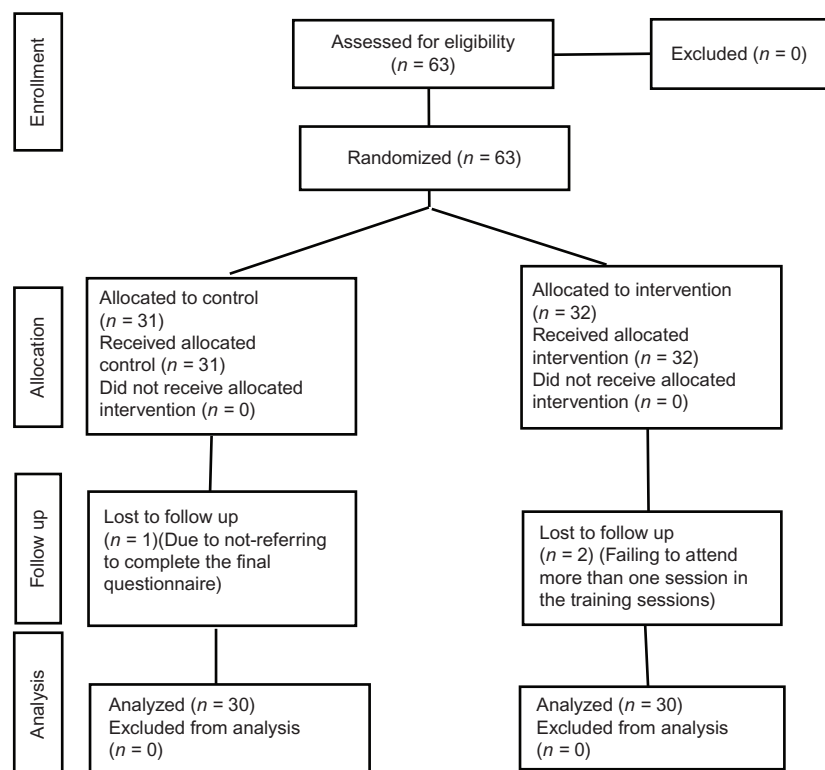 Enrollment
Assessed for eligibility
(n = 63)
Excluded (n = 0)
Randomized (n = 63)
Allocation
Allocated to control
(n = 31)
Received allocated
control (n = 31)
Did not receive allocated
intervention (n = 0)
Allocated to intervention
(n = 32)
Received allocated
intervention (n = 32)
Did not receive allocated
intervention (n = 0)
Follow up
Lost to follow up
(n = 1)(Due to not-referring
to complete the final
questionnaire)
Lost to follow up
(n = 2) (Failing to attend
more than one session in
the training sessions)
Analysis
Analyzed (n = 30)
Excluded from analysis
(n = 0)
Analyzed (n = 30)
Excluded from analysis
(n = 0)